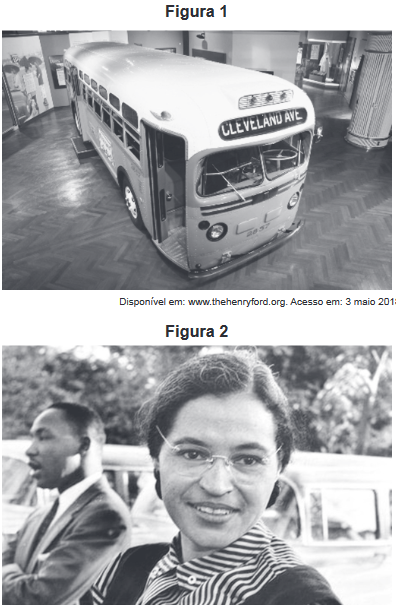 Figura 1
CLEVELAND AVE
Disponível em: www.thehenryford.org. Acesso em: 3 maio 2018
Figura 2